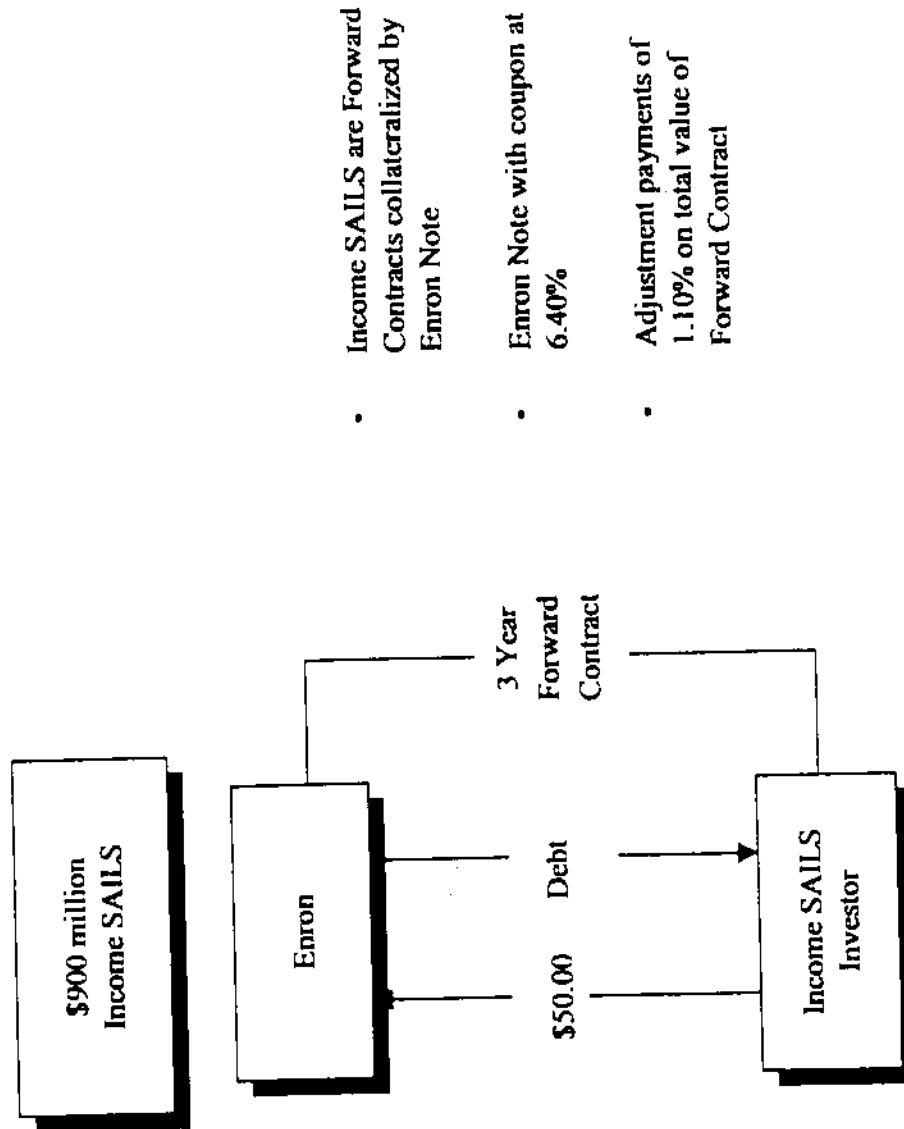 $900 million
Income SAILS
Enron
$50.00
Debt
3 Year
Forward
Contract
Income SAILS
Investor
• Income SAILS are Forward
Contracts collateralized by
Enron Note
• Enron Note with coupon at
6.40%
• Adjustment payments of
1.10% on total value of
Forward Contract